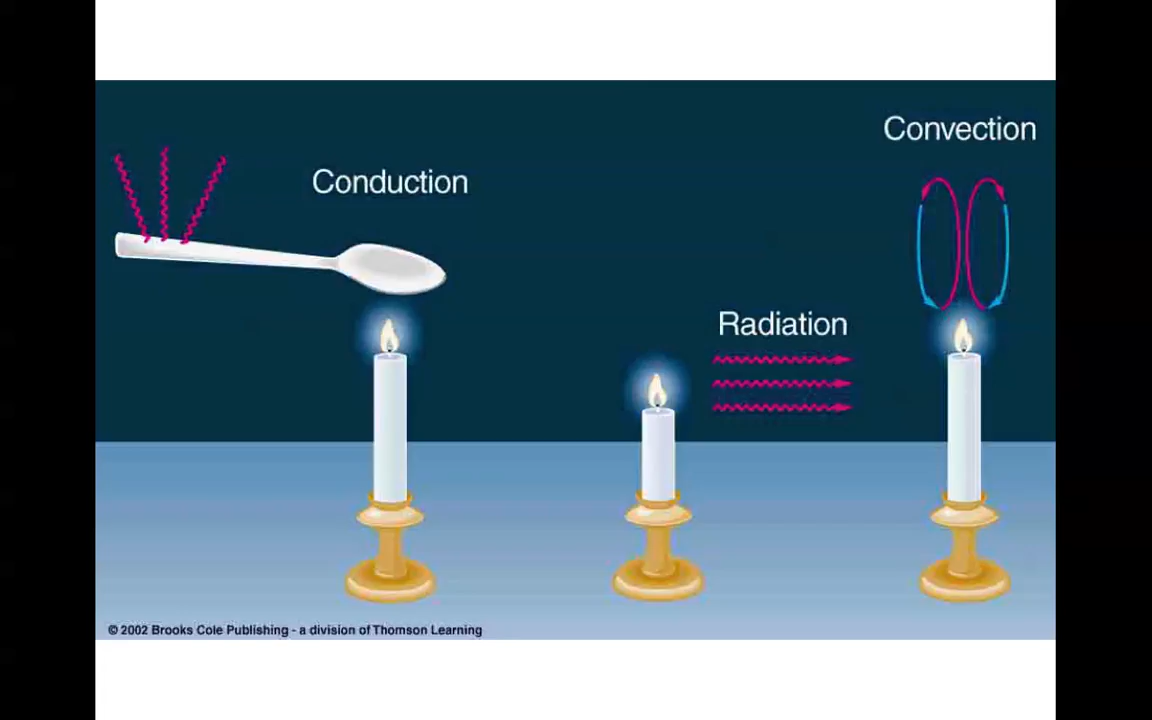 Convection
Conduction
Radiation
© 2002 Brooks Cole Publishing - a division of Thomson Learning